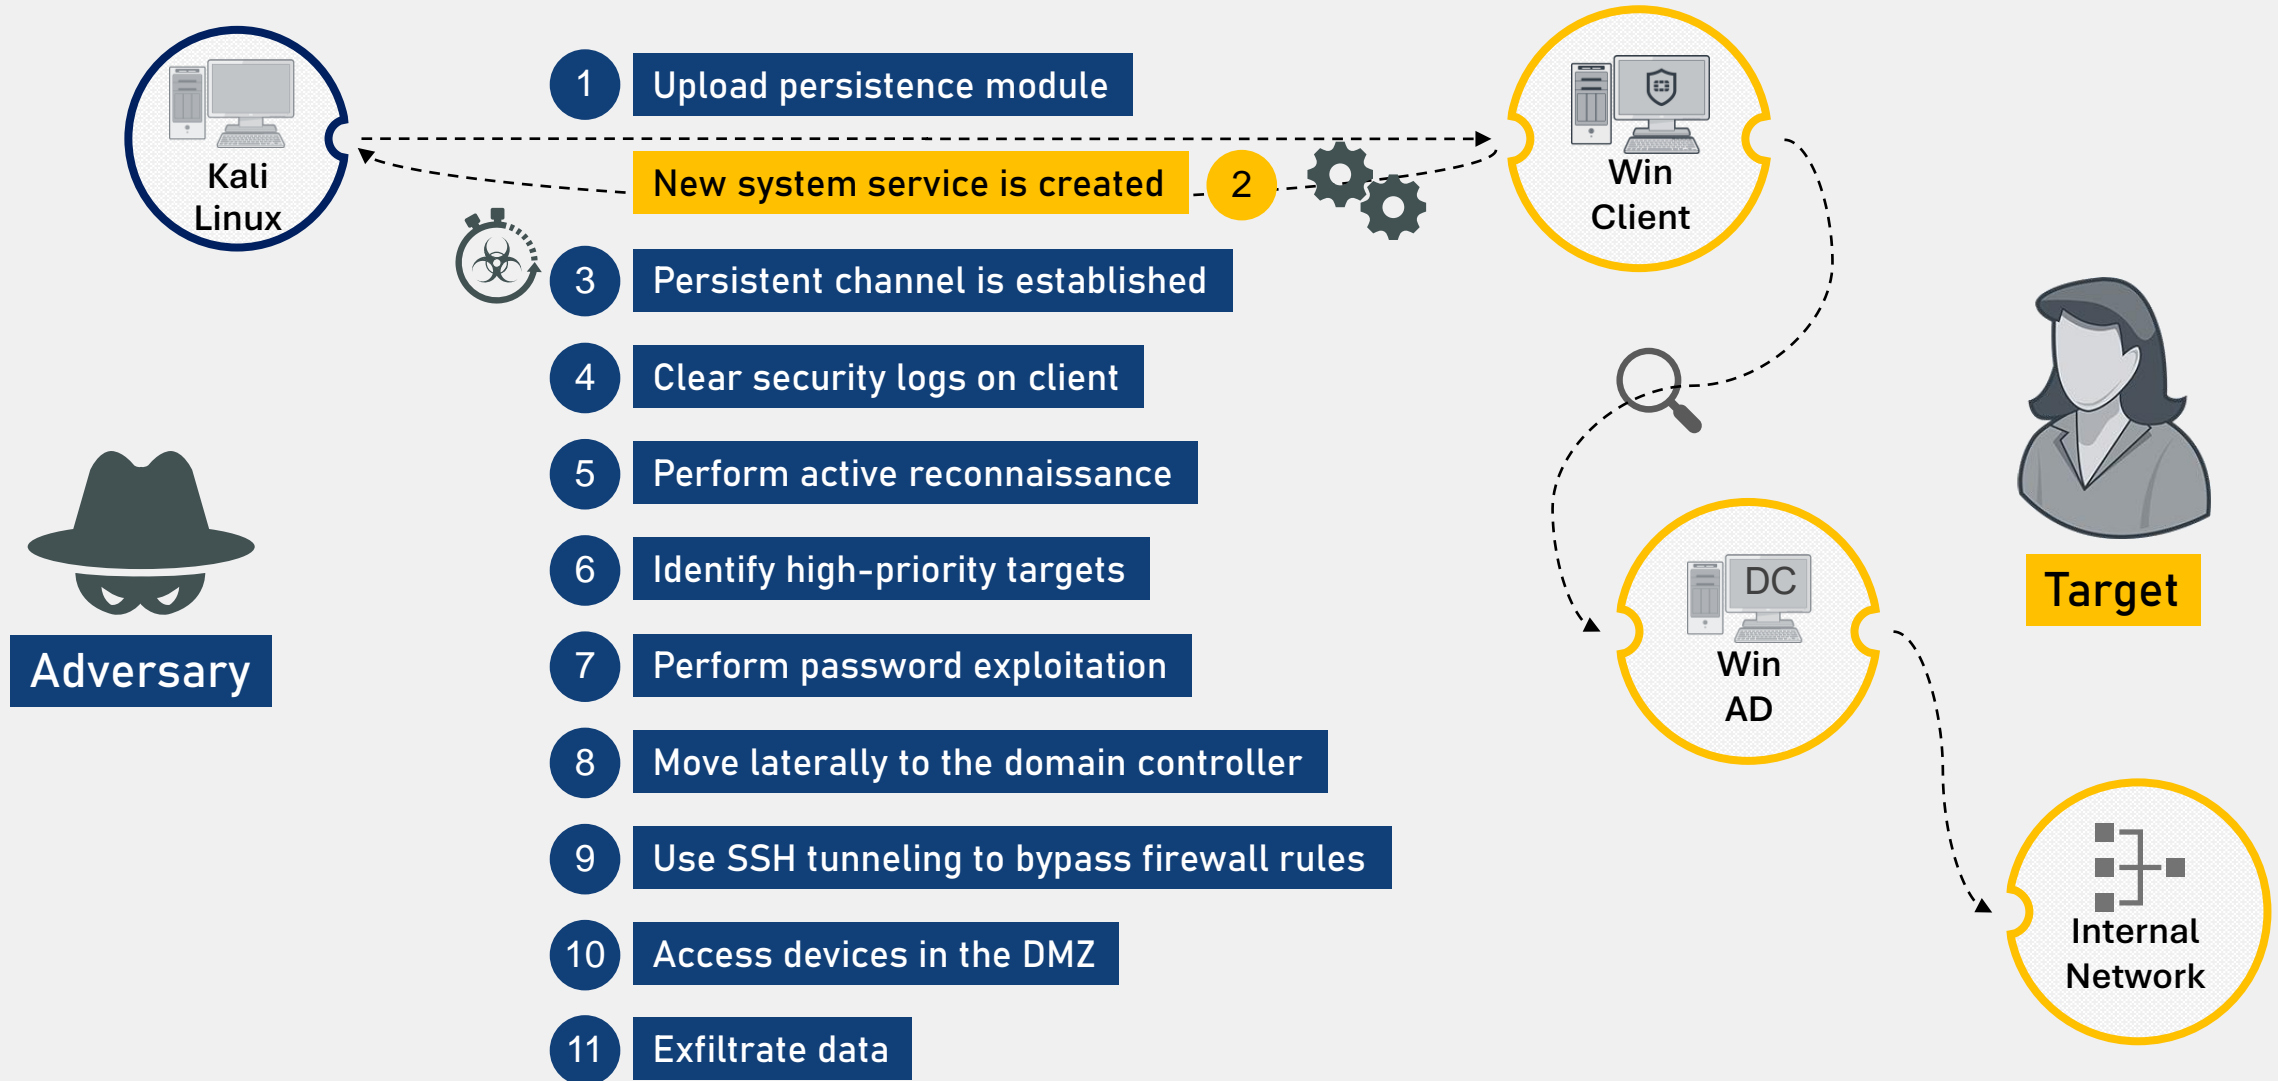 1 Upload persistence module
Kali
Linux
Win
Client
New system service is created 2
3 Persistent channel is established
4 Clear security logs on client
5 Perform active reconnaissance
6 Identify high-priority targets
DC
Target
Adversary
7 Perform password exploitation
Win
AD
8 Move laterally to the domain controller
9 Use SSH tunneling to bypass firewall rules
10 Access devices in the DMZ
Internal
Network
11 Exfiltrate data